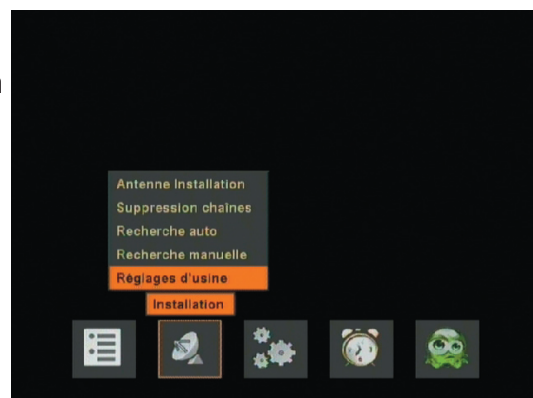 Antenne Installation
Suppression chaînes
Recherche auto
Recherche manuelle
Réglages d'usine
Installation